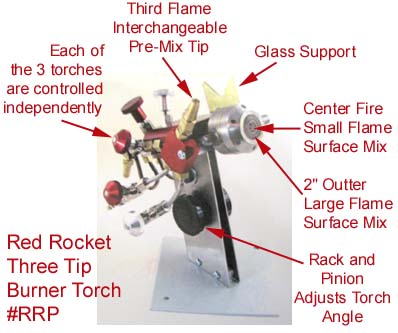 Third Flame
Interchangeable
Pre-Mix Tip
Each of
the 3 torches
are controlled
independently
Glass Support
Center Fire
Small Flame
Surface Mix
2" Outter
Large Flame
Surface Mix
Rack and
Pinion
Adjusts Torch
Angle
Red Rocket
Three Tip
Burner Torch
#RRP